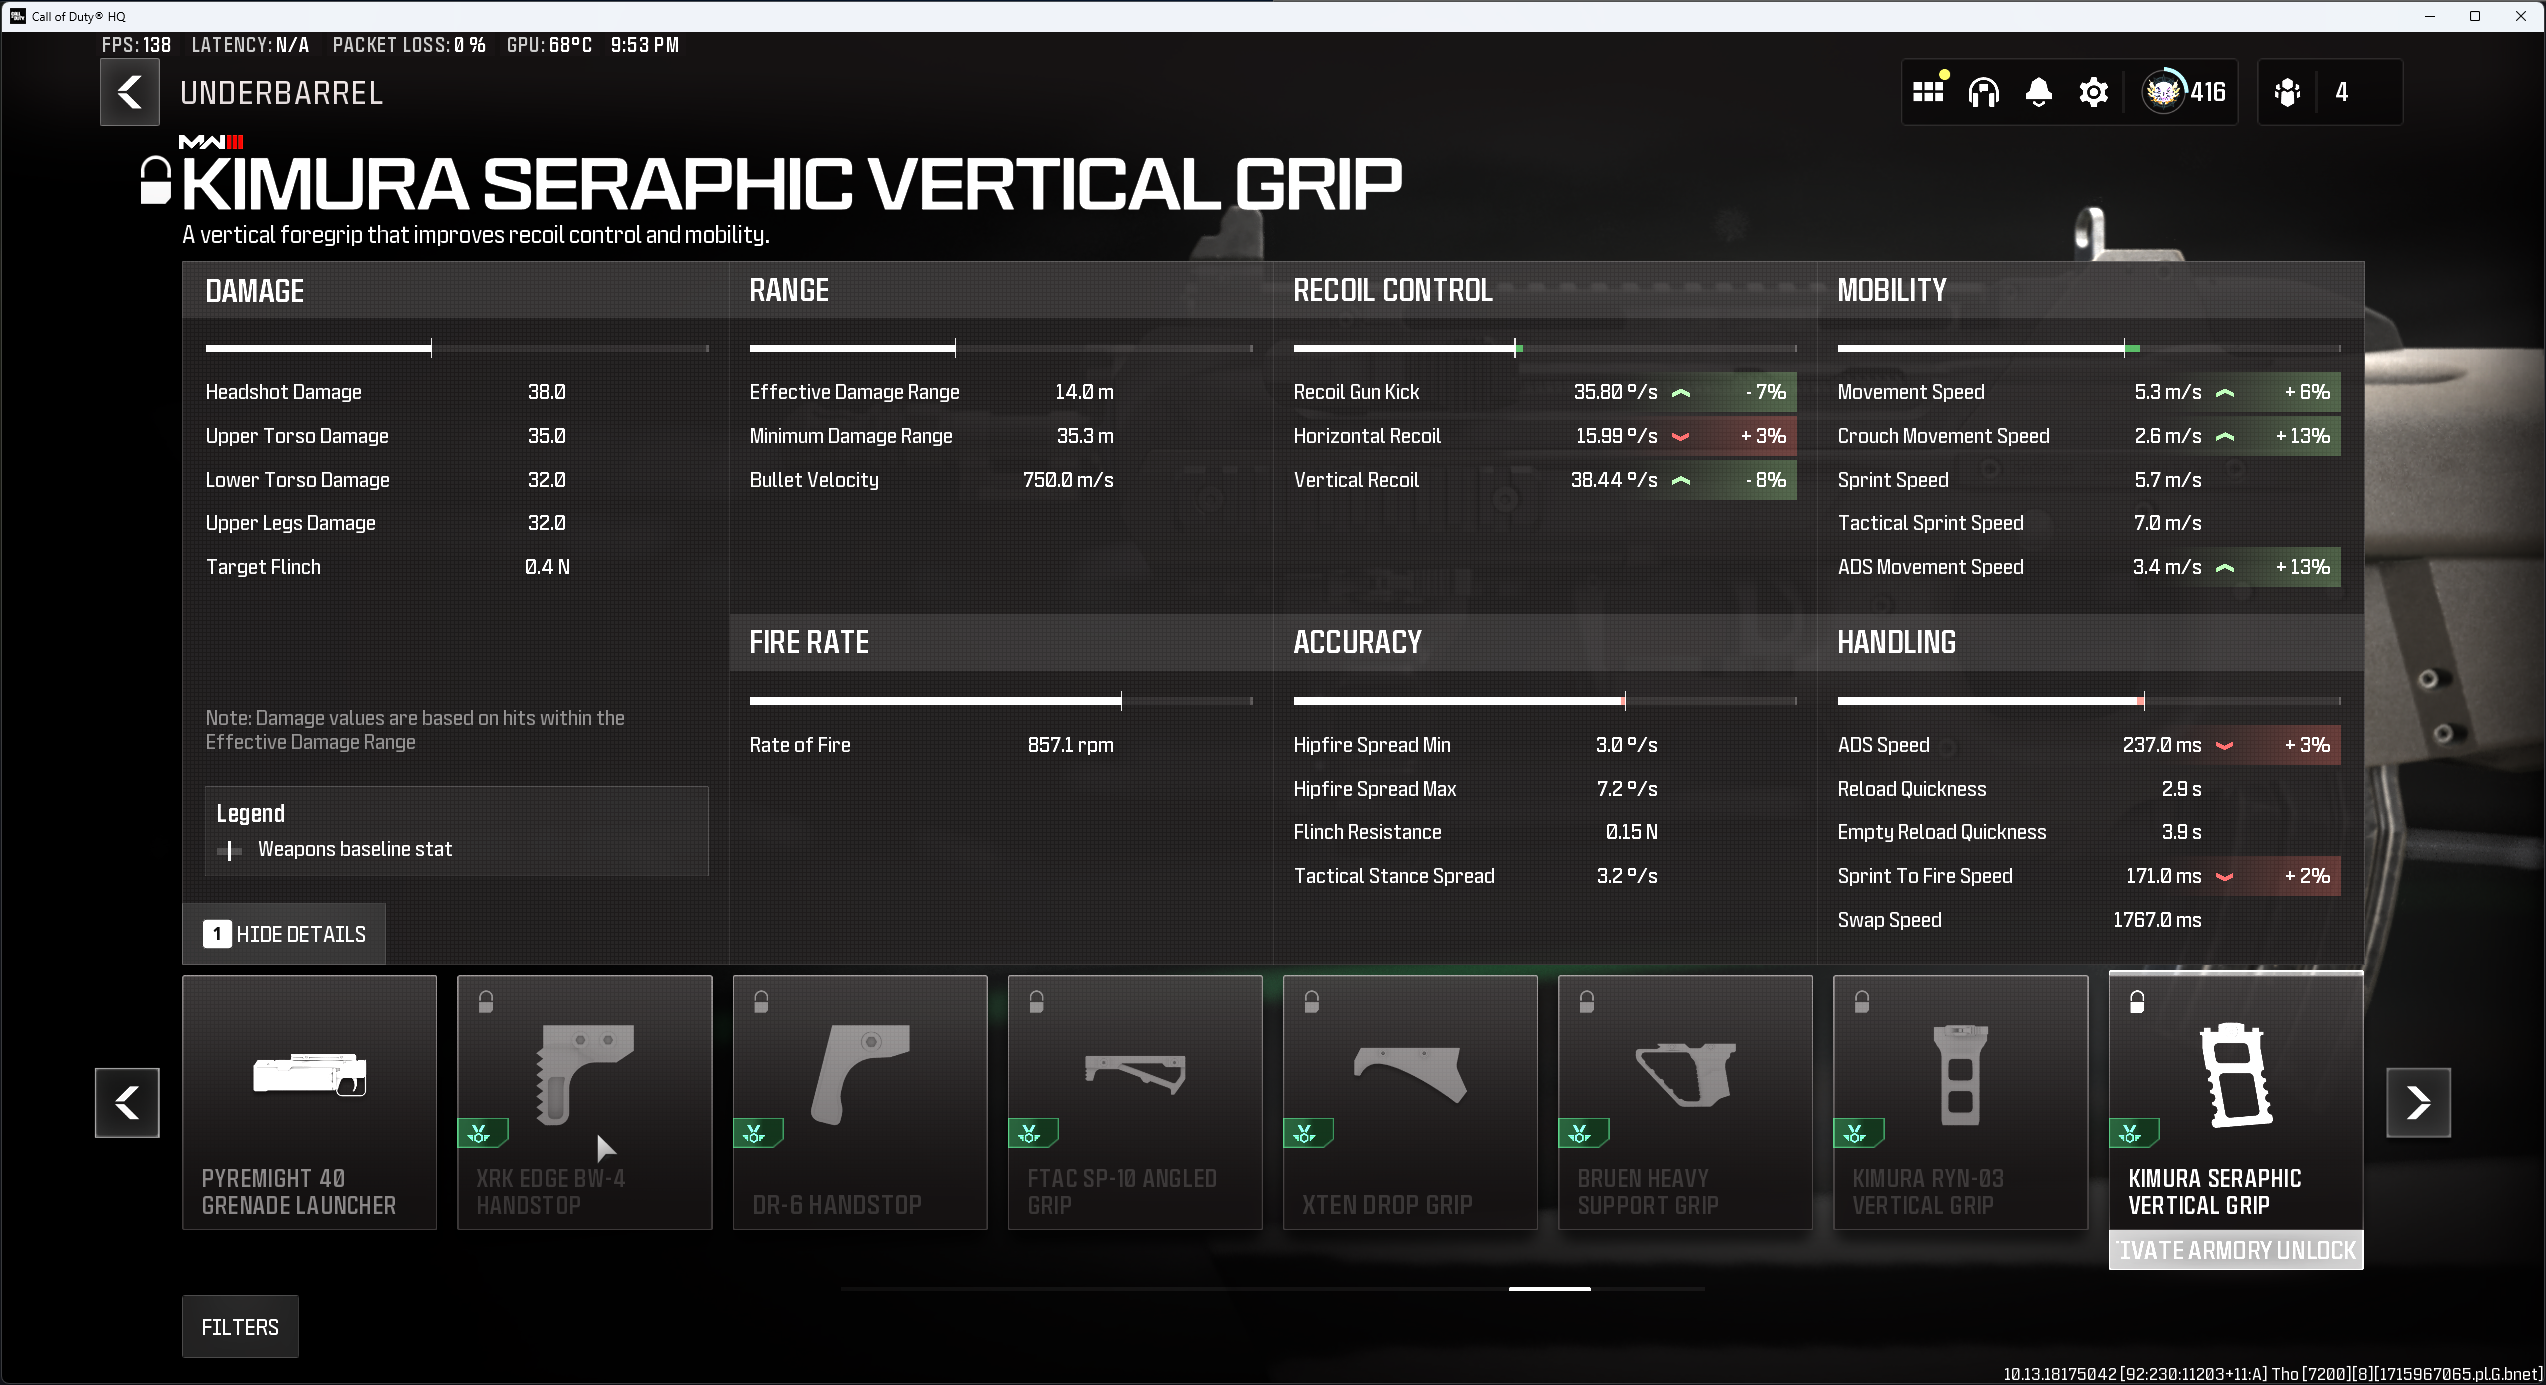 Call of Duty® HQ
FPS: 138 LATENCY: N/A PACKET LOSS: 0 % GPU: 68°C 9:53 PM
UNDERBARREL
416
4
MWIII
KIMURA SERAPHIC VERTICAL GRIP
A vertical foregrip that improves recoil control and mobility.
DAMAGE
Headshot Damage 38.0
Upper Torso Damage 35.0
Lower Torso Damage 32.0
Upper Legs Damage 32.0
Target Flinch 0.4 N
Note: Damage values are based on hits within the
Effective Damage Range
Legend
Weapons baseline stat
1 HIDE DETAILS
RANGE
Effective Damage Range 14.0 m
Minimum Damage Range 35.3 m
Bullet Velocity 750.0 m/s
FIRE RATE
Rate of Fire 857.1 rpm
RECOIL CONTROL
Recoil Gun Kick 35.80 °/s - 7%
Horizontal Recoil 15.99 °/s + 3%
Vertical Recoil 38.44 °/s - 8%
ACCURACY
Hipfire Spread Min 3.0 °/s
Hipfire Spread Max 7.2 °/s
Flinch Resistance 0.15 N
Tactical Stance Spread 3.2 °/s
MOBILITY
Movement Speed 5.3 m/s + 6%
Crouch Movement Speed 2.6 m/s + 13%
Sprint Speed 5.7 m/s
Tactical Sprint Speed 7.0 m/s
ADS Movement Speed 3.4 m/s + 13%
HANDLING
ADS Speed 237.0 ms + 3%
Reload Quickness 2.9 s
Empty Reload Quickness 3.9 s
Sprint To Fire Speed 171.0 ms + 2%
Swap Speed 1767.0 ms
PYREMIGHT 40
GRENADE LAUNCHER
XRK EDGE BW-4
HANDSTOP
DR-6 HANDSTOP
FTAC SP-10 ANGLED
GRIP
XTEN DROP GRIP
BRUEN HEAVY
SUPPORT GRIP
KIMURA RYN-03
VERTICAL GRIP
KIMURA SERAPHIC
VERTICAL GRIP
IVATE ARMORY UNLOCK
FILTERS
10.13.18175042 [92:230:11203+11:A] Tho [7200][8][1715967065.pl.G.bnet]